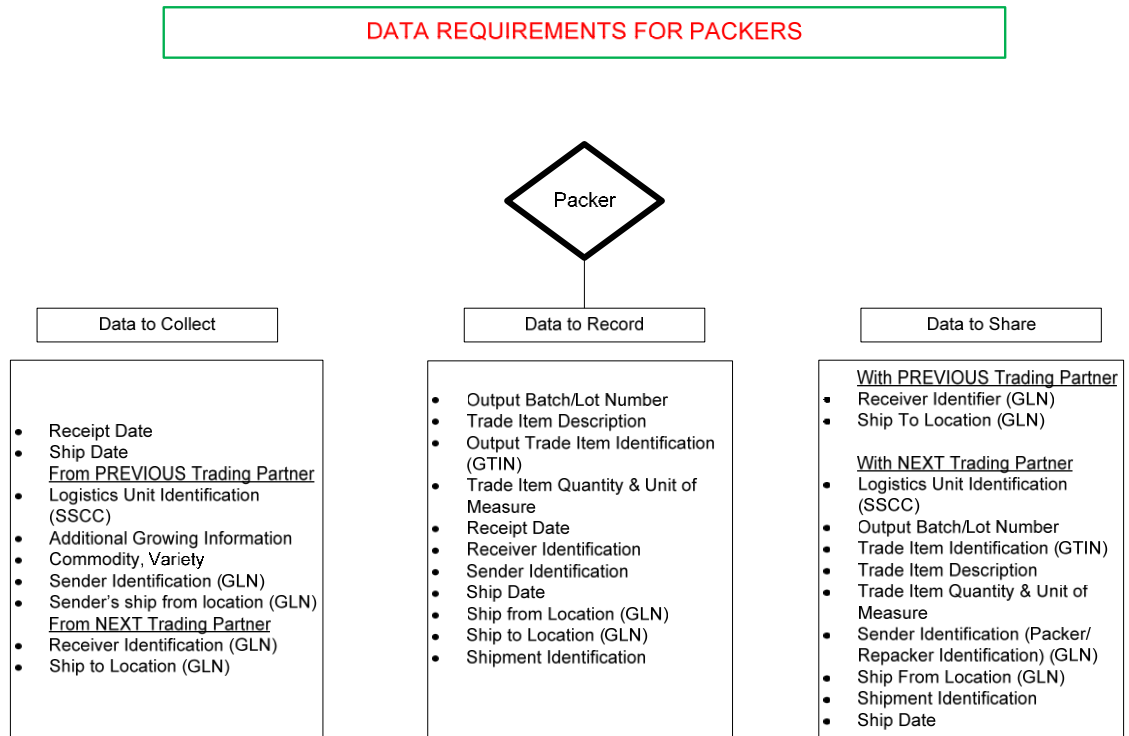 DATA REQUIREMENTS FOR PACKERS
Packer
Data to Collect
• Receipt Date
• Ship Date
From PREVIOUS Trading Partner
• Logistics Unit Identification
(SSCC)
• Additional Growing Information
• Commodity, Variety
• Sender Identification (GLN)
• Sender's ship from location (GLN)
From NEXT Trading Partner
• Receiver Identification (GLN)
• Ship to Location (GLN)
Data to Record
• Output Batch/Lot Number
• Trade Item Description
• Output Trade Item Identification
(GTIN)
• Trade Item Quantity & Unit of
Measure
• Receipt Date
• Receiver Identification
• Sender Identification
• Ship Date
• Ship from Location (GLN)
• Ship to Location (GLN)
• Shipment Identification
Data to Share
With PREVIOUS Trading Partner
• Receiver Identifier (GLN)
• Ship To Location (GLN)
With NEXT Trading Partner
• Logistics Unit Identification
(SSCC)
• Output Batch/Lot Number
• Trade Item Identification (GTIN)
• Trade Item Description
• Trade Item Quantity & Unit of
Measure
• Sender Identification (Packer/
Repacker Identification) (GLN)
• Ship From Location (GLN)
• Shipment Identification
• Ship Date